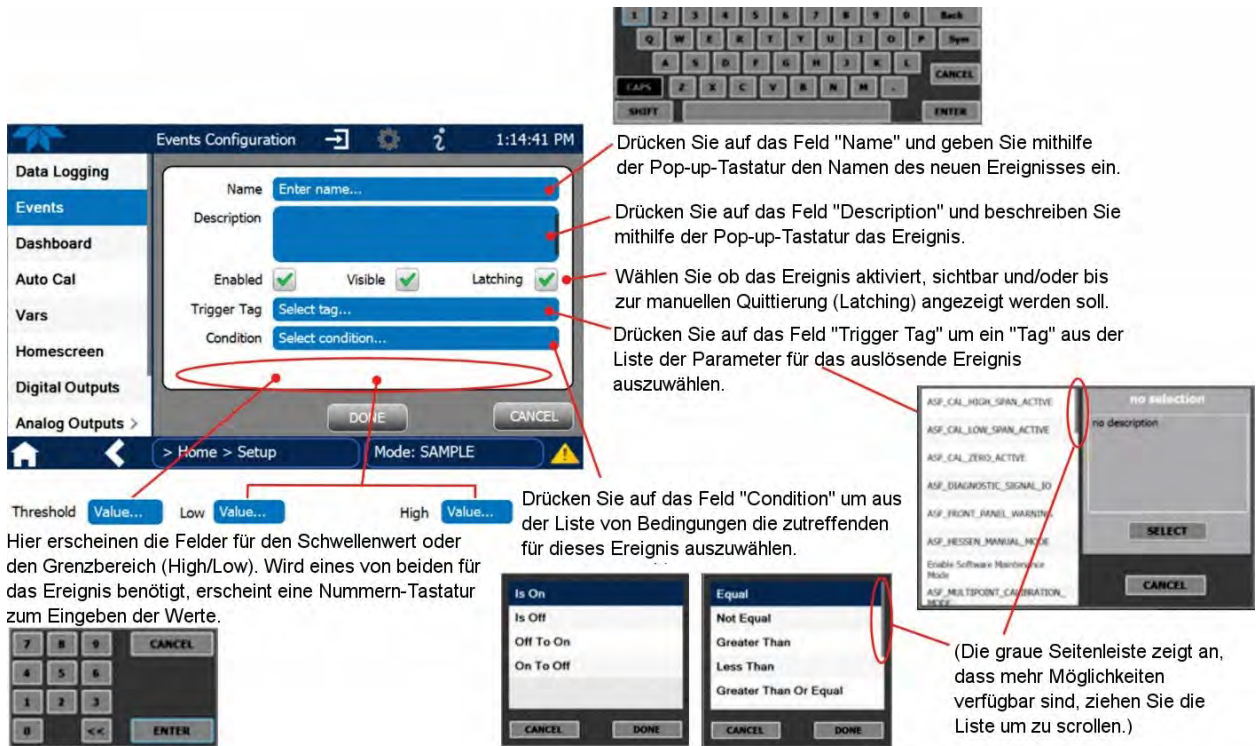 1 2 3 4 5 6 7 8 9 0 Back
Q W E R T Y U I O P Sym
A S D F G H J K L CANCEL
CAPS Z X C V B N M .
SHIFT ENTER
Drücken Sie auf das Feld "Name" und geben Sie mithilfe
der Pop-up-Tastatur den Namen des neuen Ereignisses ein.
Drücken Sie auf das Feld "Description" und beschreiben Sie
mithilfe der Pop-up-Tastatur das Ereignis.
Wählen Sie ob das Ereignis aktiviert, sichtbar und/oder bis
zur manuellen Quittierung (Latching) angezeigt werden soll.
Drücken Sie auf das Feld "Trigger Tag" um ein "Tag" aus der
Liste der Parameter für das auslösende Ereignis
auszuwählen.
Events Configuration 1:14:41 PM
Data Logging
Events
Dashboard
Auto Cal
Vars
Homescreen
Digital Outputs
Analog Outputs >
Name Enter name...
Description
Enabled Visible Latching
Trigger Tag Select tag...
Condition Select condition...
DONE CANCEL
> Home > Setup Mode: SAMPLE
ASF_CAL_HIGH_SPAN_ACTIVE
ASF_CAL_LOW_SPAN_ACTIVE
ASF_CAL_ZERO_ACTIVE
ASF_DIAGNOSTIC_SIGNAL_IO
ASF_FRONT_PANEL_WARNING
ASF_HESSEN_MANUAL_MODE
Enable Software Maintenance
Mode
ASF_MULTIPOINT_CALIBRATION_
MODE
no selection
no description
SELECT
CANCEL
Threshold Value... Low Value... High Value...
Hier erscheinen die Felder für den Schwellenwert oder
den Grenzbereich (High/Low). Wird eines von beiden für
das Ereignis benötigt, erscheint eine Nummern-Tastatur
zum Eingeben der Werte.
7 8 9 CANCEL
4 5 6
1 2 3
0 << ENTER
Drücken Sie auf das Feld "Condition" um aus
der Liste von Bedingungen die zutreffenden
für dieses Ereignis auszuwählen.
Is On
Is Off
Off To On
On To Off
CANCEL DONE
Equal
Not Equal
Greater Than
Less Than
Greater Than Or Equal
CANCEL DONE
(Die graue Seitenleiste zeigt an,
dass mehr Möglichkeiten
verfügbar sind, ziehen Sie die
Liste um zu scrollen.)